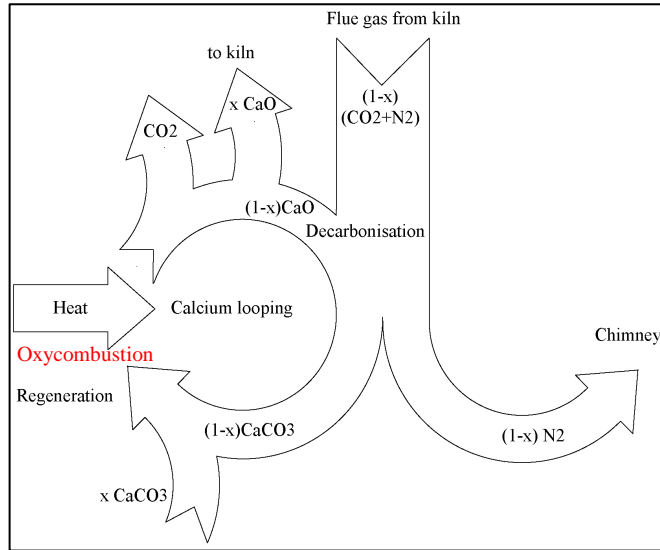 Flue gas from kiln
to kiln
x CaO
(1-x)
(CO2+N2)
CO2
(1-x)CaO
Decarbonisation
Heat
Calcium looping
Oxycombustion
Chimney
Regeneration
(1-x)CaCO3
(1-x) N2
x CaCO3